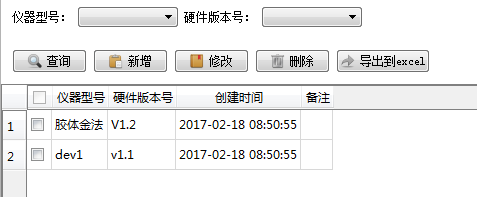 仪器型号： 硬件版本号：
查询 新增 修改 删除 导出到excel
仪器型号 硬件版本号 创建时间 备注
1 胶体金法 V1.2 2017-02-18 08:50:55
2 dev1 v1.1 2017-02-18 08:50:55